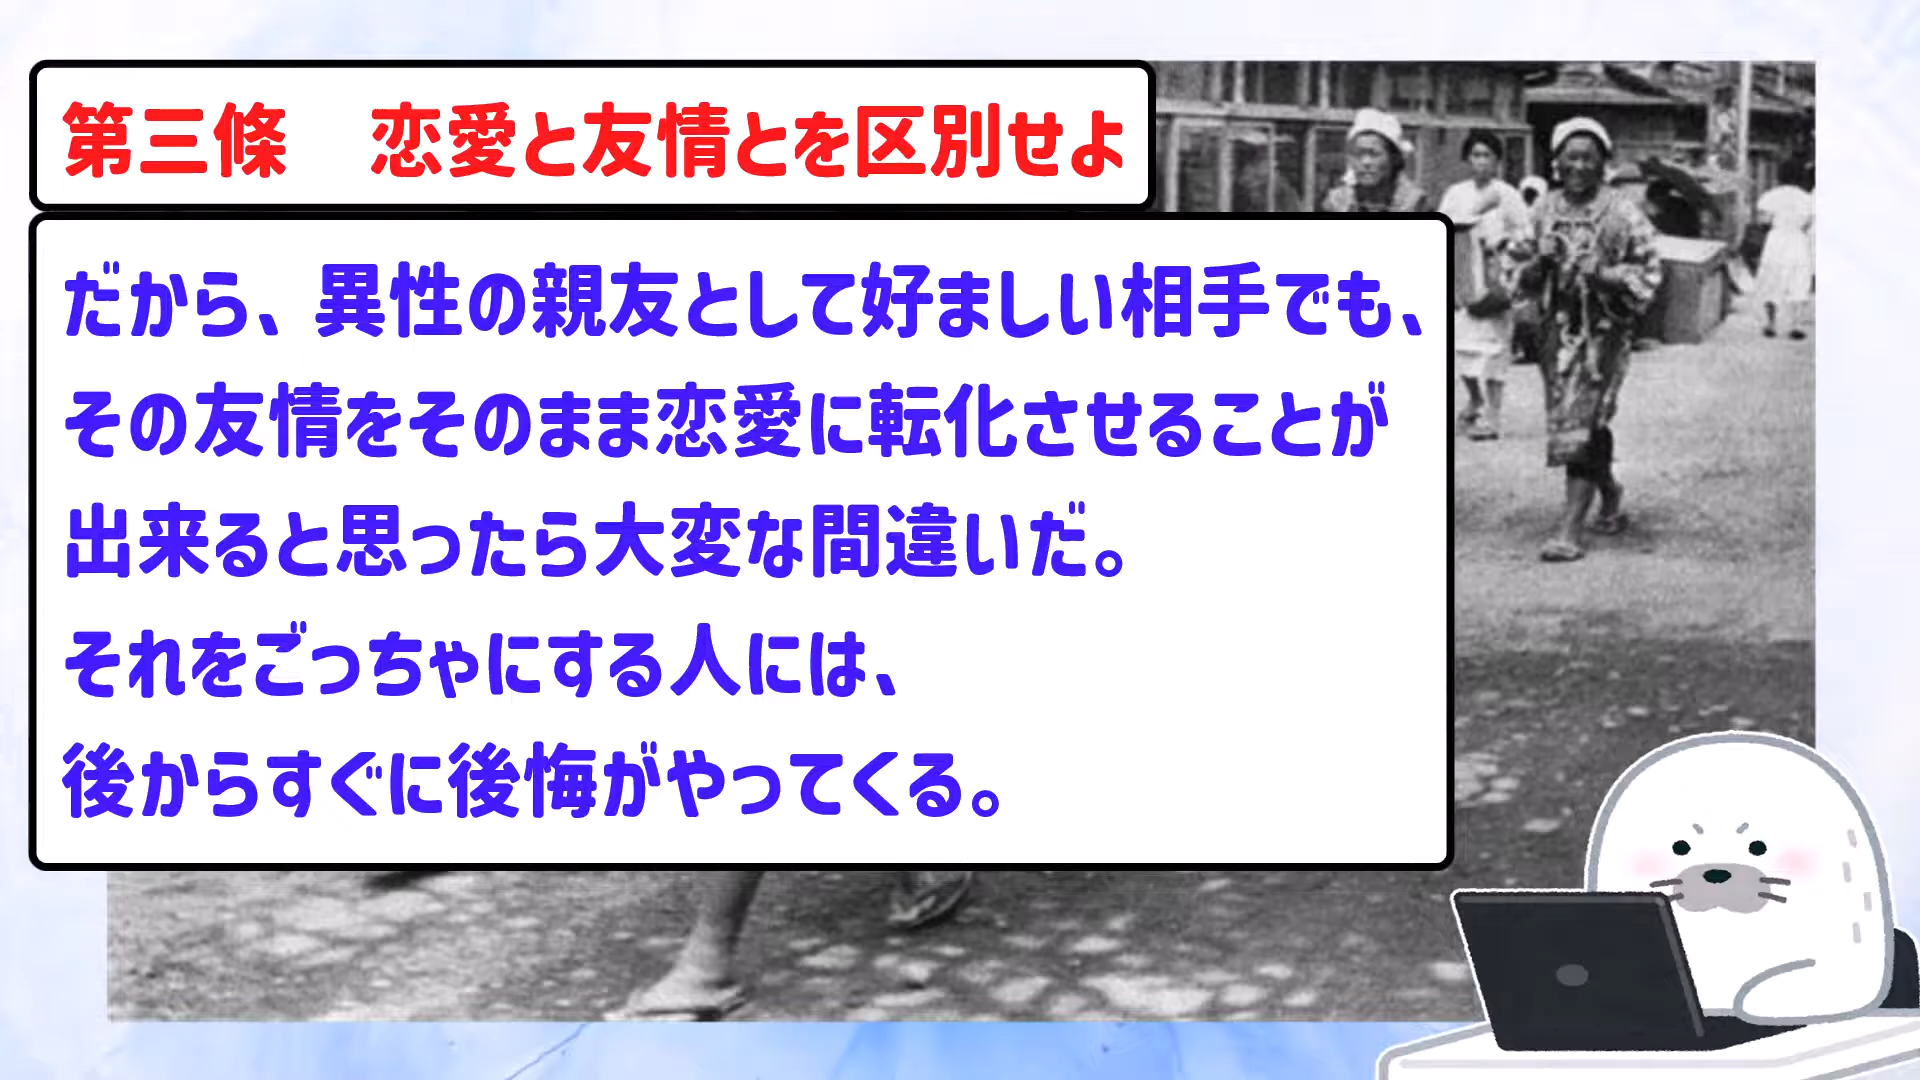 第三條　恋愛と友情とを区別せよ
だから、異性の親友として好ましい相手でも、
その友情をそのまま恋愛に転化させることが
出来ると思ったら大変な間違いだ。
それをごっちゃにする人には、
後からすぐに後悔がやってくる。